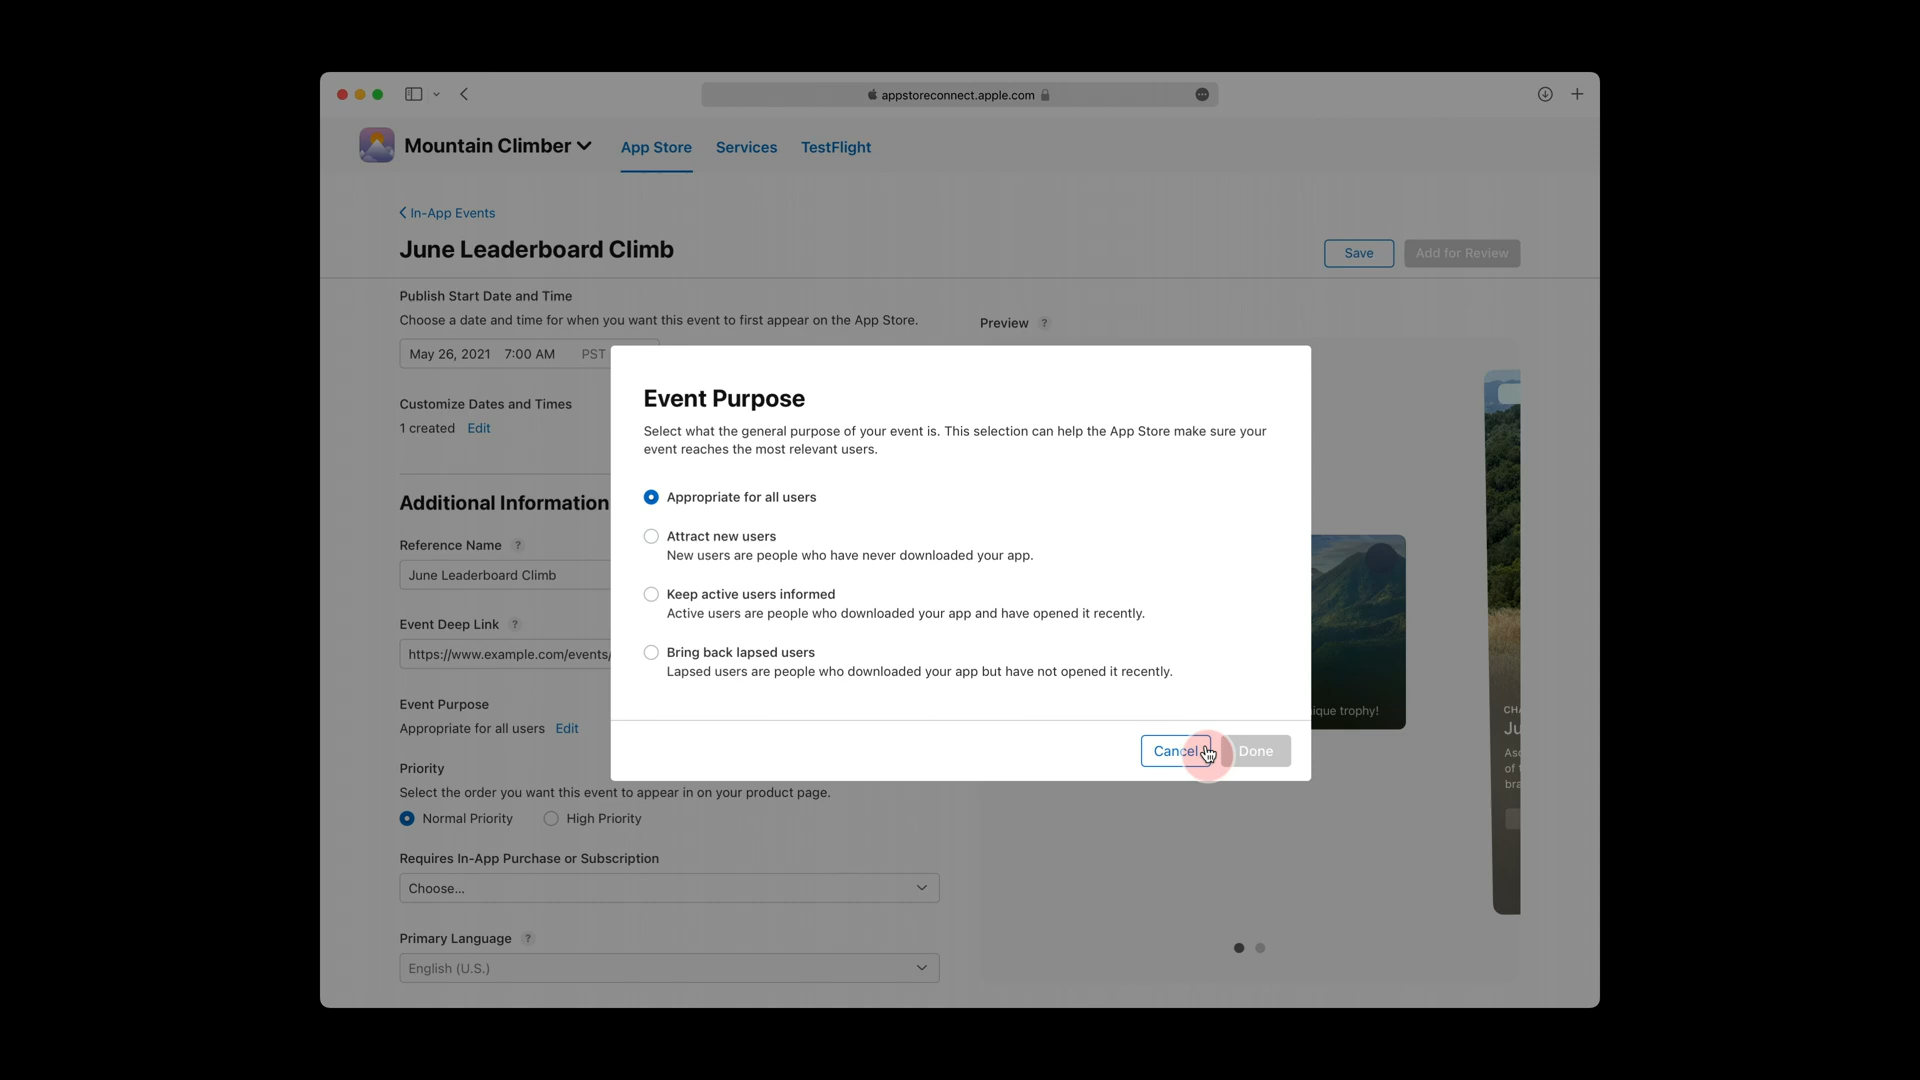 appstoreconnect.apple.com
Mountain Climber
App Store
Services
TestFlight
In-App Events
June Leaderboard Climb
Save
Add for Review
Publish Start Date and Time
Choose a date and time for when you want this event to first appear on the App Store.
May 26, 2021 7:00 AM PST
Customize Dates and Times
1 created Edit
Additional Information
Reference Name ?
June Leaderboard Climb
Event Deep Link ?
https://www.example.com/events/
Event Purpose
Appropriate for all users Edit
Priority
Select the order you want this event to appear in on your product page.
Normal Priority
High Priority
Requires In-App Purchase or Subscription
Choose...
Primary Language ?
English (U.S.)
Preview ?
Event Purpose
Select what the general purpose of your event is. This selection can help the App Store make sure your
event reaches the most relevant users.
Appropriate for all users
Attract new users
New users are people who have never downloaded your app.
Keep active users informed
Active users are people who downloaded your app and have opened it recently.
Bring back lapsed users
Lapsed users are people who downloaded your app but have not opened it recently.
Cancel
Done
ique trophy!
CHA
Ju
Asc
of t
bra